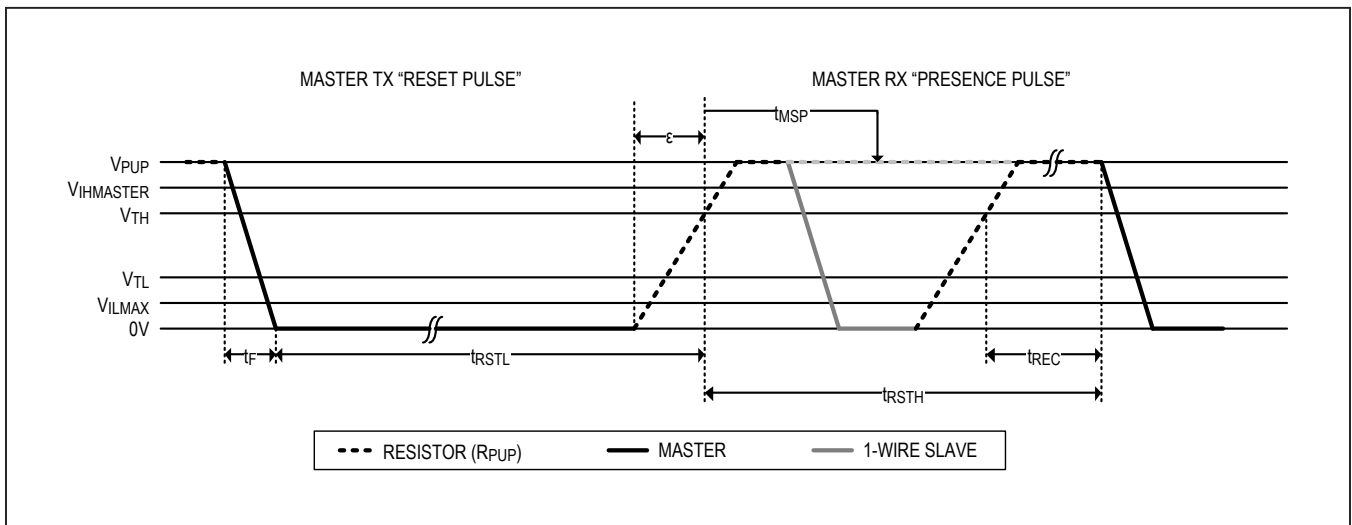 MASTER TX “RESET PULSE”
MASTER RX “PRESENCE PULSE”
ε
tMSP
VPUP
VIHMASTER
VTH
VTL
VILMAX
0V
tF
tRSTL
tREC
tRSTH
RESISTOR (RPUP)
MASTER
1-WIRE SLAVE